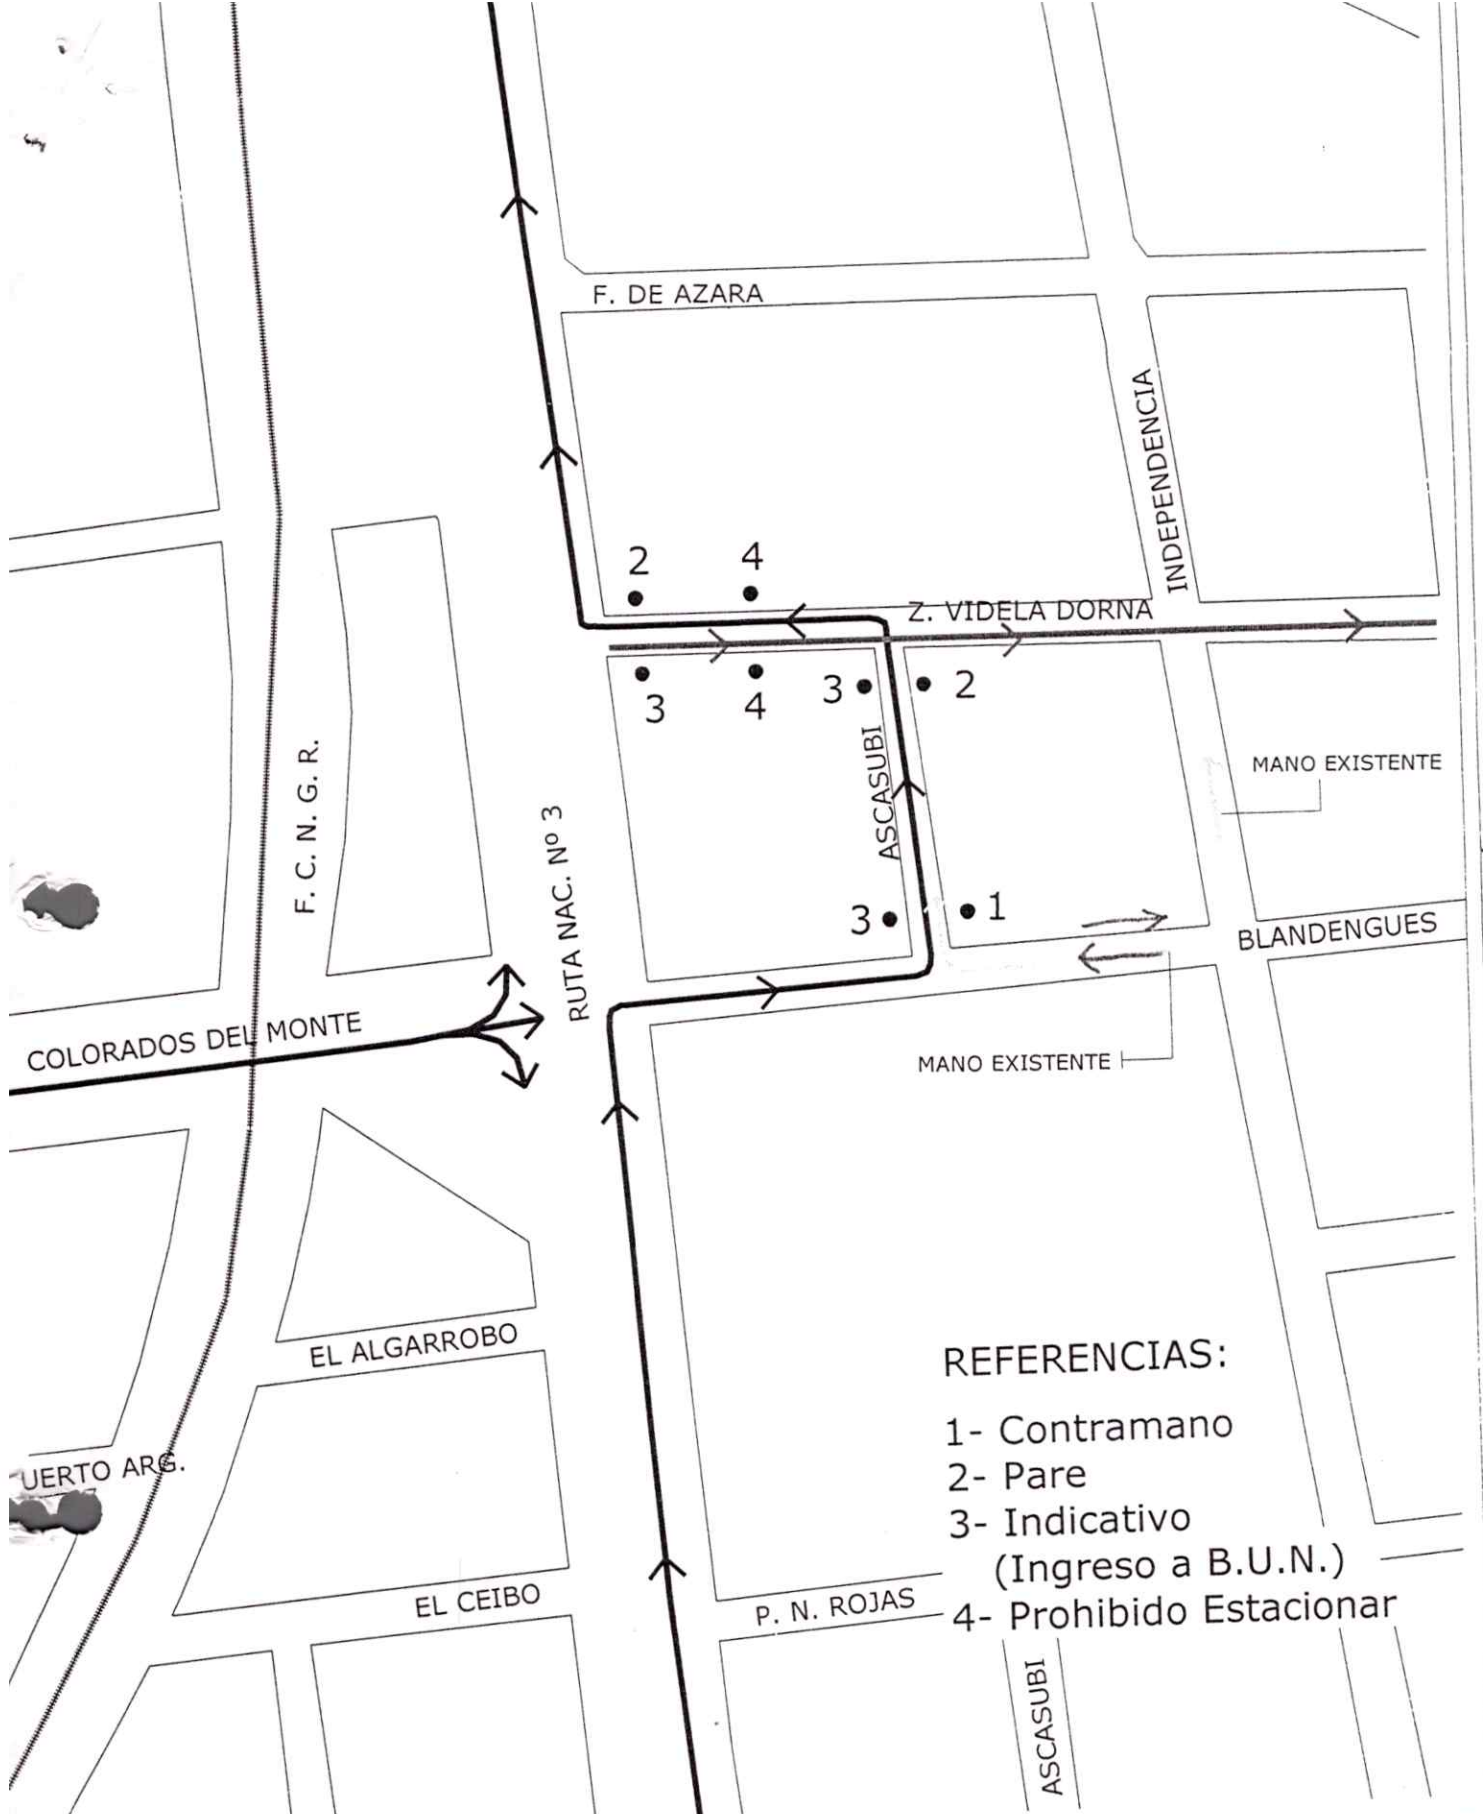 F. DE AZARA
INDEPENDENCIA
2
4
Z. VIDELA DORNA
3
4
3
2
ASCASUBI
MANO EXISTENTE
F. C. N. G. R.
RUTA NAC. Nº 3
3
1
BLANDENGUES
COLORADOS DEL MONTE
MANO EXISTENTE
EL ALGARROBO
REFERENCIAS:
1- Contramano
2- Pare
3- Indicativo
(Ingreso a B.U.N.)
4- Prohibido Estacionar
UERTO ARG.
EL CEIBO
P. N. ROJAS
ASCASUBI